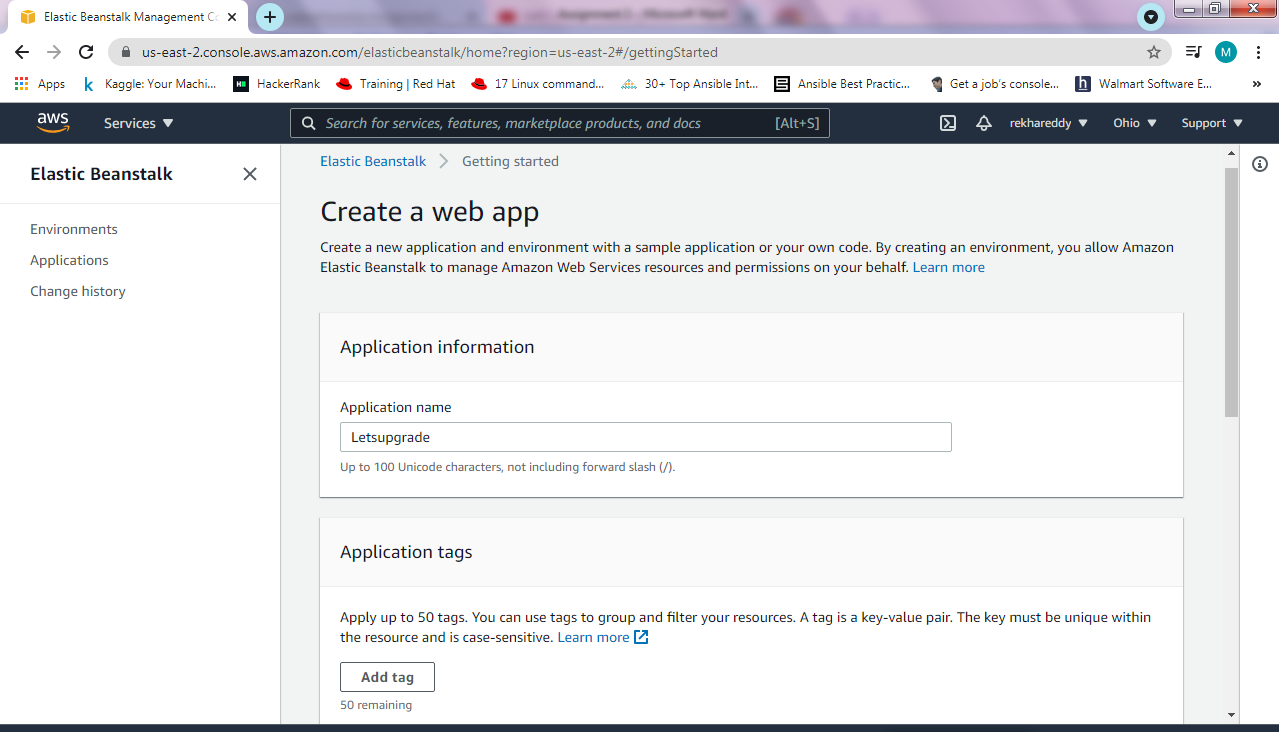 Elastic Beanstalk Management Co
us-east-2.console.aws.amazon.com/elasticbeanstalk/home?region=us-east-2#/gettingStarted
M
Apps
Kaggle: Your Machi...
HackerRank
Training | Red Hat
17 Linux command...
30+ Top Ansible Int...
Ansible Best Practic...
Get a job's console...
Walmart Software E...
»
aws
Services
Search for services, features, marketplace products, and docs
[Alt+S]
rekhareddy
Ohio
Support
Elastic Beanstalk
Environments
Applications
Change history
Elastic Beanstalk
Getting started
Create a web app
Create a new application and environment with a sample application or your own code. By creating an environment, you allow Amazon
Elastic Beanstalk to manage Amazon Web Services resources and permissions on your behalf. Learn more
Application information
Application name
Letsupgrade
Up to 100 Unicode characters, not including forward slash (/).
Application tags
Apply up to 50 tags. You can use tags to group and filter your resources. A tag is a key-value pair. The key must be unique within
the resource and is case-sensitive. Learn more
Add tag
50 remaining